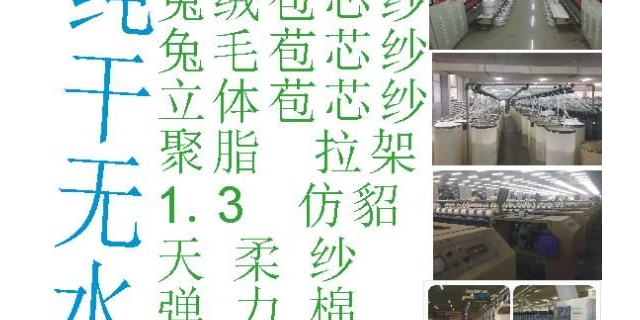 纯干无水
兔绒苞芯纱
兔毛苞芯纱
立体苞芯纱
聚脂 拉架
1.3 仿貂
天 柔 纱
弹 力 棉